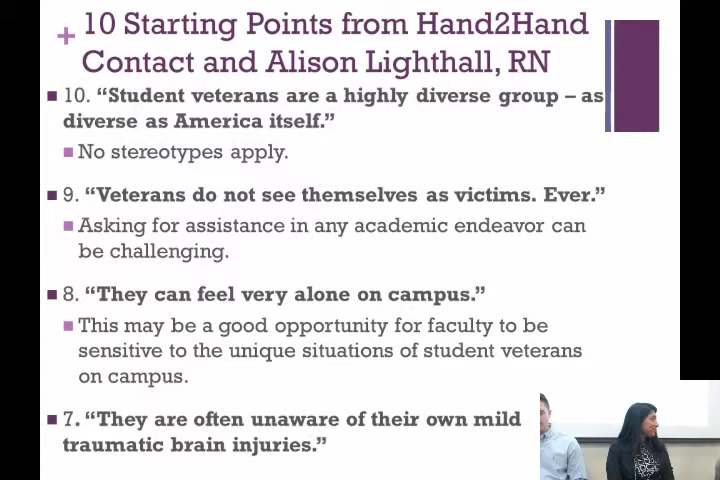 + 10 Starting Points from Hand2Hand
Contact and Alison Lighthall, RN
■ 10. “Student veterans are a highly diverse group – as
diverse as America itself.”
■ No stereotypes apply.
■ 9. “Veterans do not see themselves as victims. Ever.”
■ Asking for assistance in any academic endeavor can
be challenging.
■ 8. “They can feel very alone on campus.”
■ This may be a good opportunity for faculty to be
sensitive to the unique situations of student veterans
on campus.
■ 7. “They are often unaware of their own mild
traumatic brain injuries.”